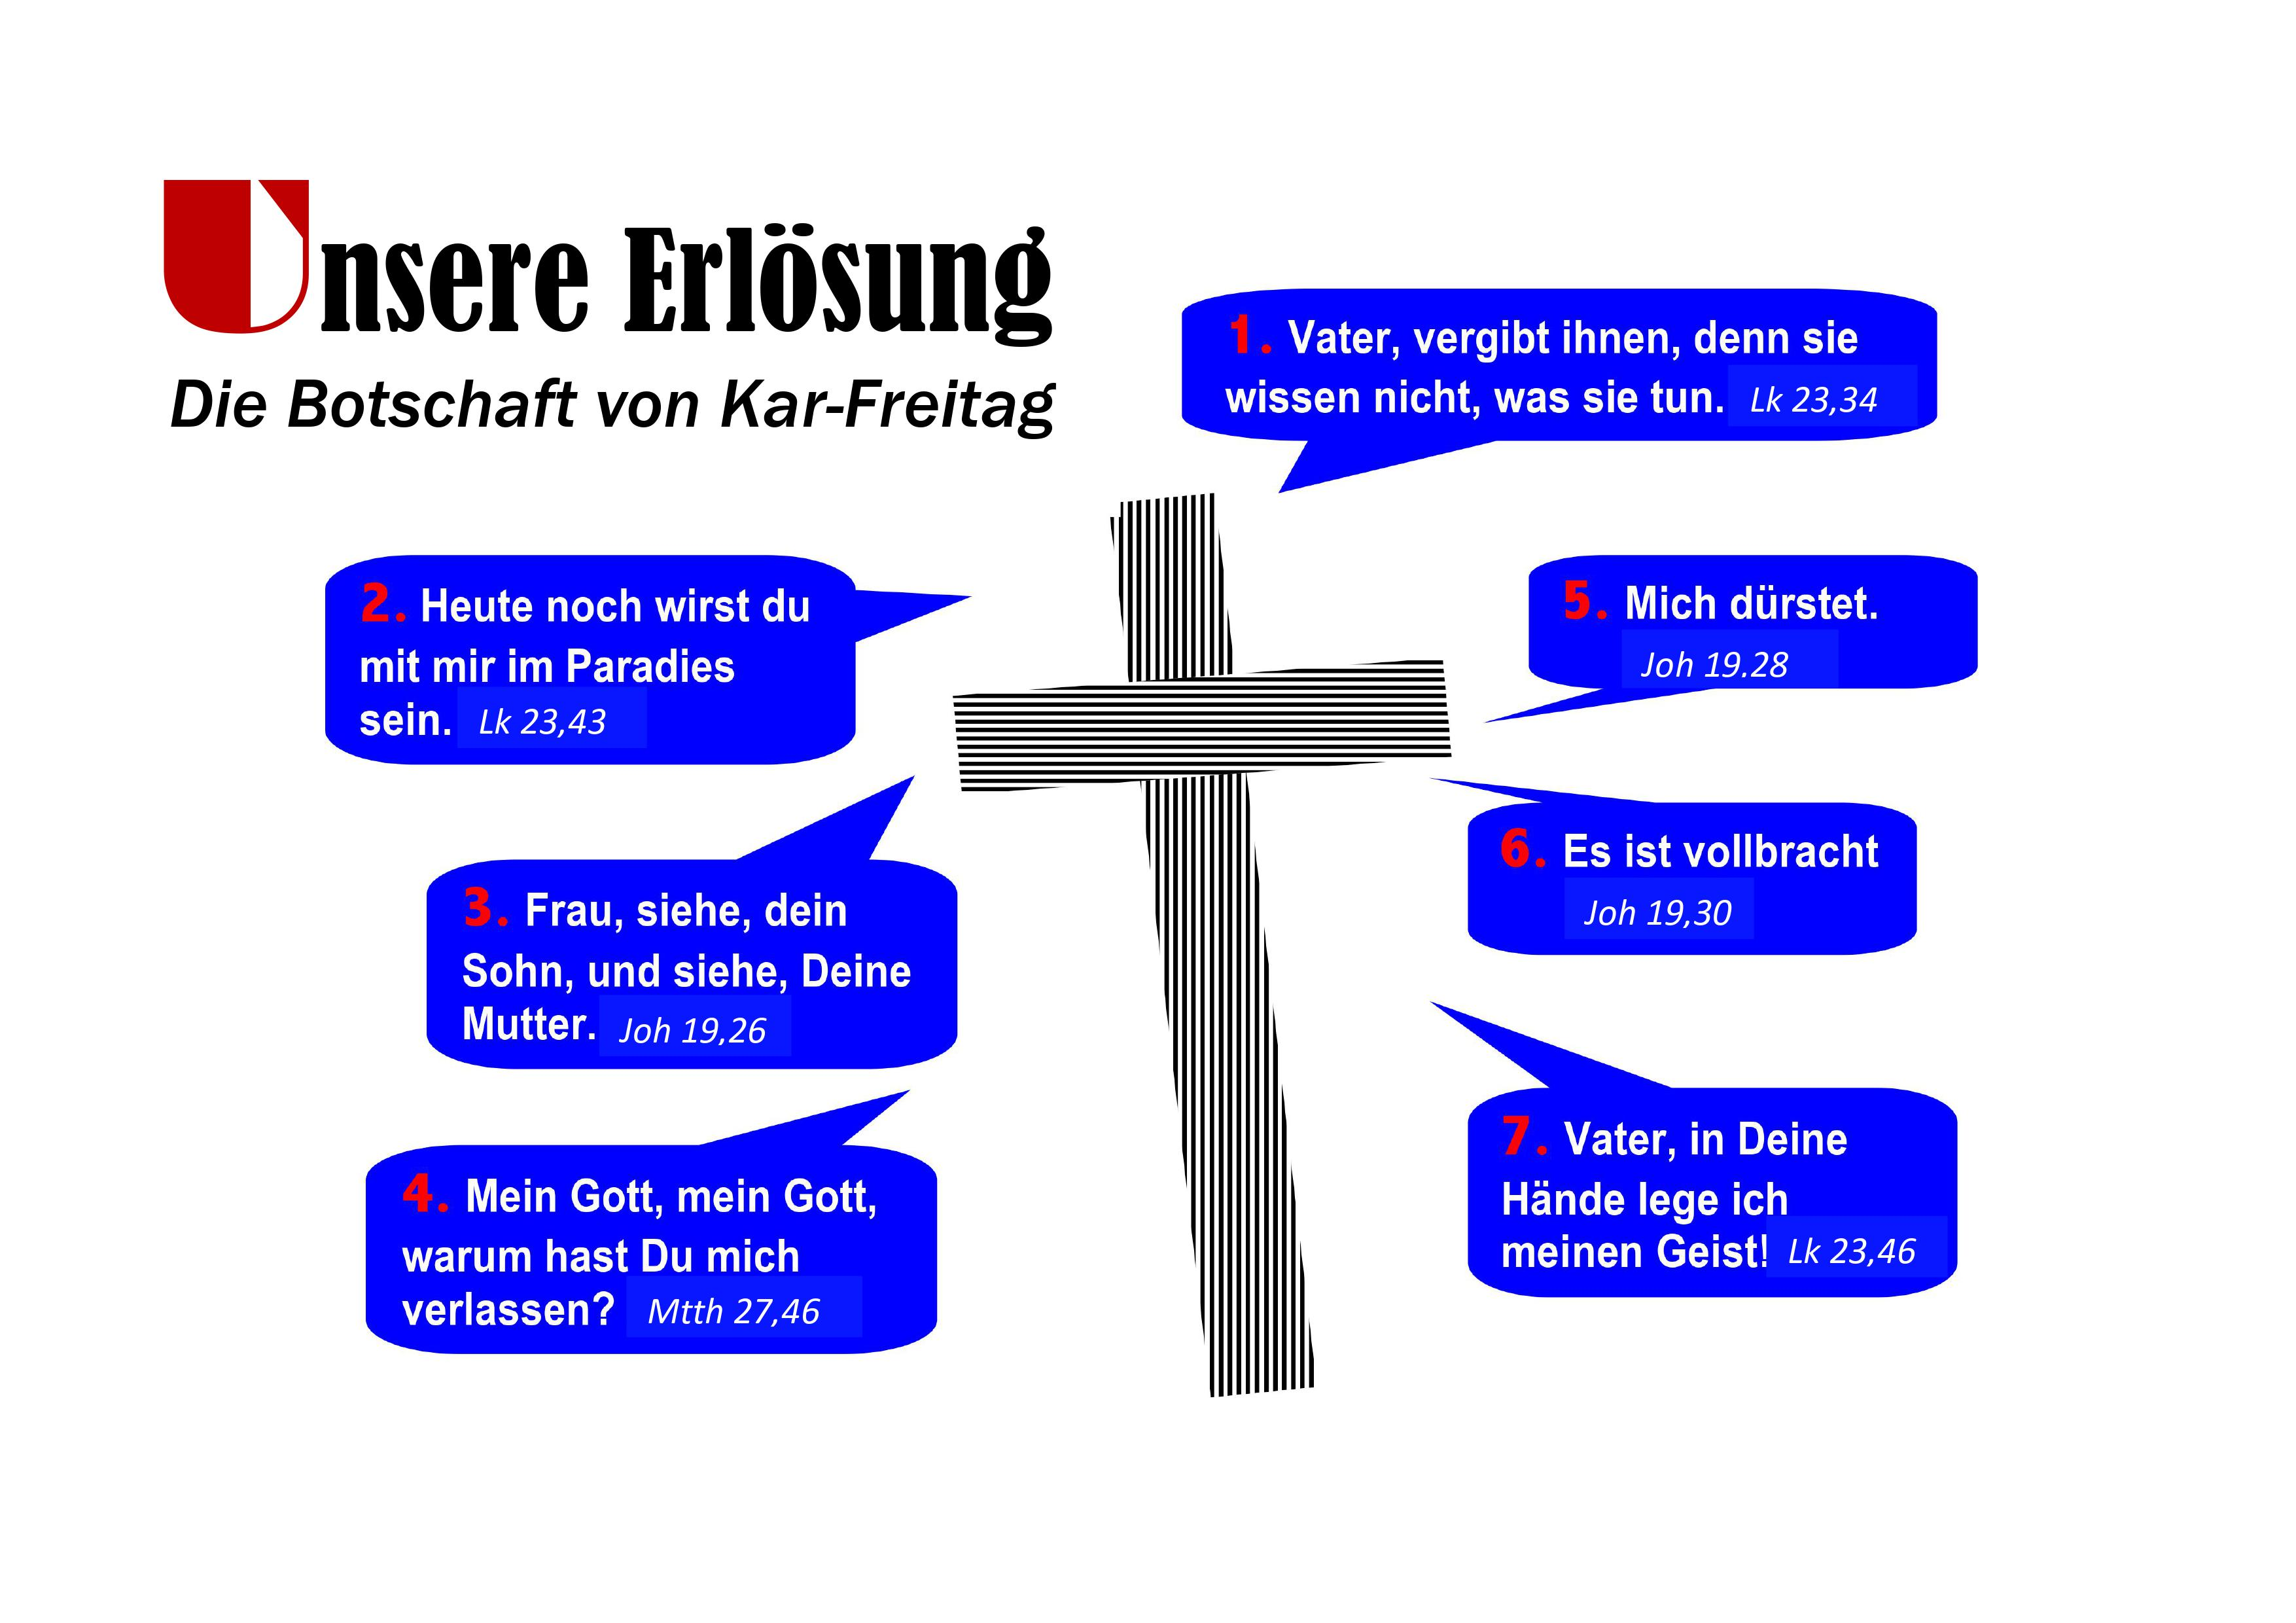 Unsere Erlösung
Die Botschaft von Kar-Freitag
1. Vater, vergibt ihnen, denn sie
wissen nicht, was sie tun. Lk 23,34
2. Heute noch wirst du
mit mir im Paradies
sein. Lk 23,43
3. Frau, siehe, dein
Sohn, und siehe, Deine
Mutter. Joh 19,26
4. Mein Gott, mein Gott,
warum hast Du mich
verlassen? Mtth 27,46
5. Mich dürstet.
Joh 19.28
6. Es ist vollbracht
Joh 19,30
7. Vater, in Deine
Hände lege ich
meinen Geist! Lk 23,46